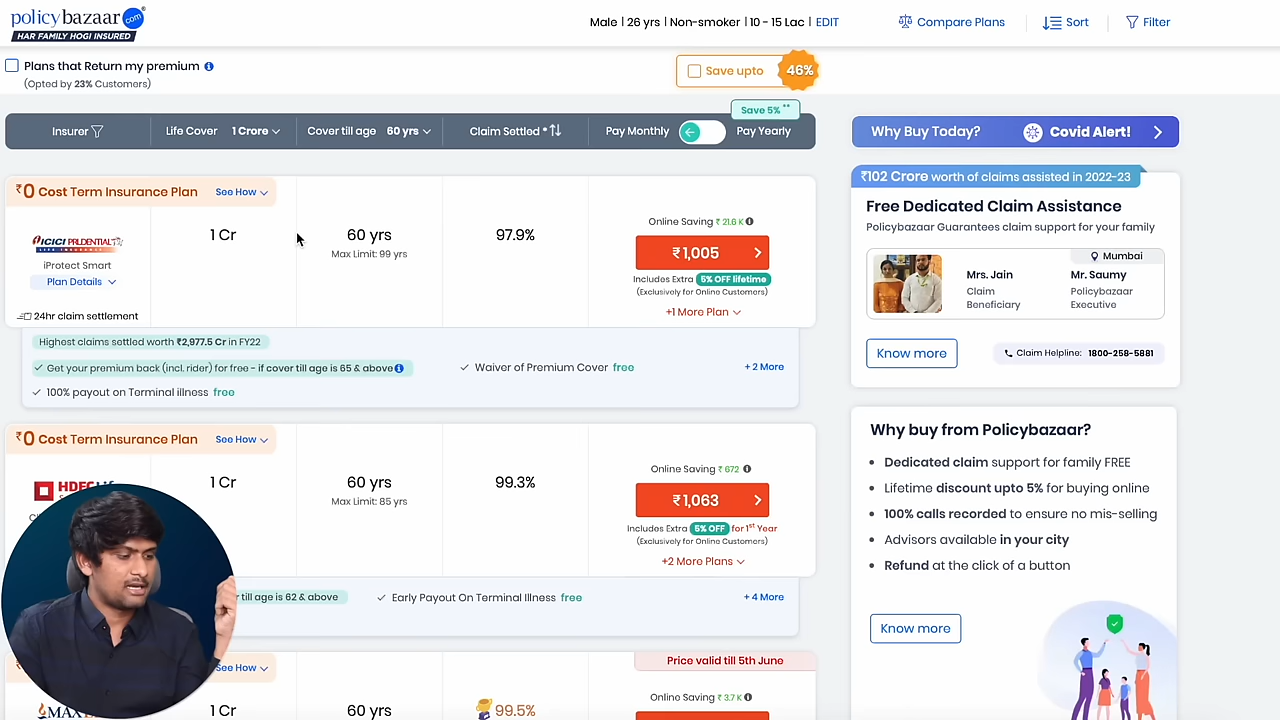 policybazaar.com
HAR FAMILY HOGI INSURED
Male | 26 yrs | Non-smoker | 10 - 15 Lac | EDIT
Compare Plans
Sort
Filter
Plans that Return my premium
(Opted by 23% Customers)
Save upto 46%
Save 5% **
Insurer
Life Cover 1 Crore
Cover till age 60 yrs
Claim Settled *
Pay Monthly
Pay Yearly
₹0 Cost Term Insurance Plan See How
ICICI PRUDENTIAL
LIFE INSURANCE
iProtect Smart
Plan Details
24hr claim settlement
1 Cr
60 yrs
Max Limit: 99 yrs
97.9%
Online Saving ₹ 21.6 K
₹1,005
Includes Extra 5% OFF lifetime
(Exclusively for Online Customers)
+1 More Plan
Highest claims settled worth ₹2,977.5 Cr in FY22
Get your premium back (incl. rider) for free - if cover till age is 65 & above
Waiver of Premium Cover free
+ 2 More
100% payout on Terminal illness free
₹0 Cost Term Insurance Plan See How
HDFC
1 Cr
60 yrs
Max Limit: 85 yrs
99.3%
Online Saving ₹ 672
₹1,063
Includes Extra 5% OFF for 1st Year
(Exclusively for Online Customers)
+2 More Plans
till age is 62 & above
Early Payout On Terminal Illness free
+ 4 More
See How
Price valid till 5th June
1 Cr
60 yrs
99.5%
Online Saving ₹ 3.7 K
Why Buy Today?
Covid Alert!
₹102 Crore worth of claims assisted in 2022-23
Free Dedicated Claim Assistance
Policybazaar Guarantees claim support for your family
Mumbai
Mrs. Jain
Claim
Beneficiary
Mr. Saumy
Policybazaar
Executive
Know more
Claim Helpline: 1800-258-5881
Why buy from Policybazaar?
Dedicated claim support for family FREE
Lifetime discount upto 5% for buying online
100% calls recorded to ensure no mis-selling
Advisors available in your city
Refund at the click of a button
Know more